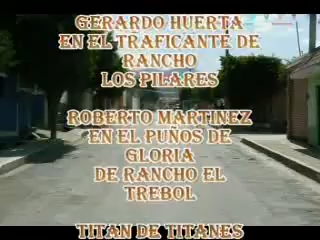 GERARDO HUERTA
EN EL TRAFICANTE DE
RANCHO
LOS PILARES
ROBERTO MARTINEZ
EN EL PUÑOS DE
GLORIA
DE RANCHO EL
TREBOL
TITAN DE TITANES